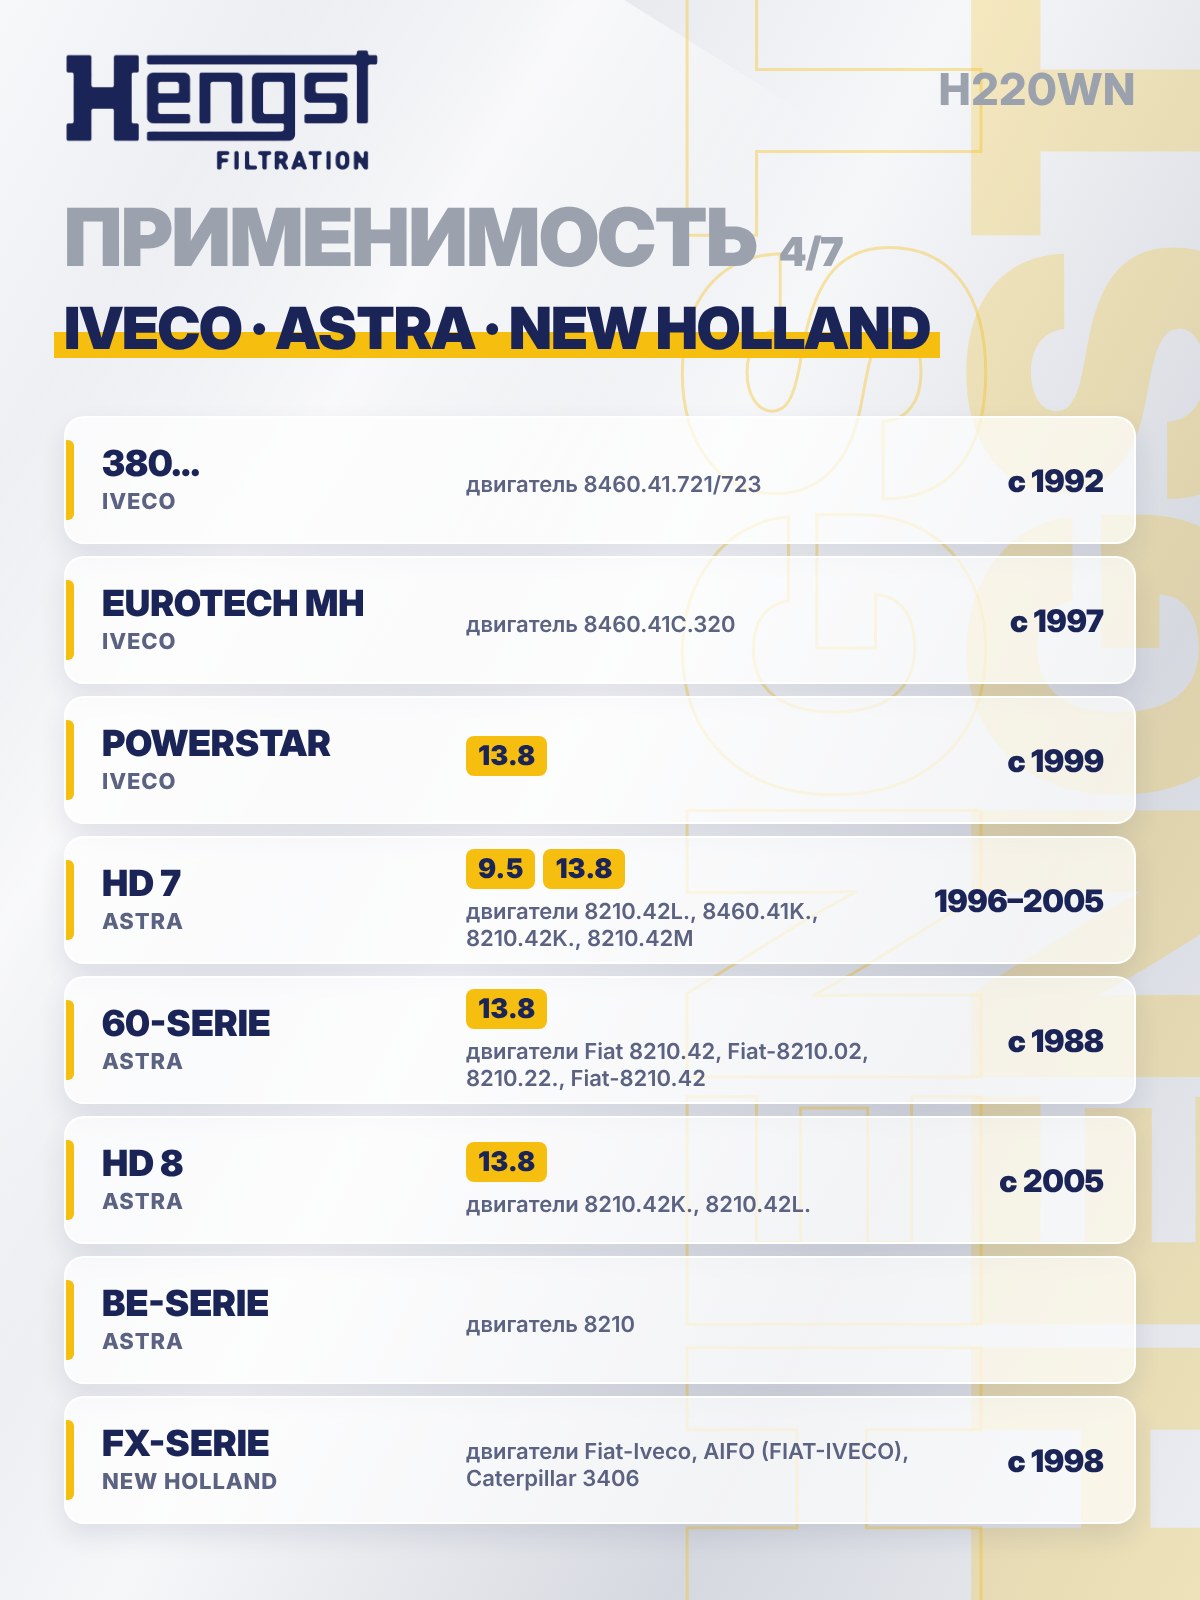 Hengst
FILTRATION
H220WN
ПРИМЕНИМОСТЬ 4/7
IVECO · ASTRA · NEW HOLLAND
380...
IVECO
двигатель 8460.41.721/723
с 1992
EUROTECH MH
IVECO
двигатель 8460.41C.320
с 1997
POWERSTAR
IVECO
13.8
с 1999
HD 7
ASTRA
9.5 13.8
двигатели 8210.42L., 8460.41K.,
8210.42K., 8210.42M
1996–2005
60-SERIE
ASTRA
13.8
двигатели Fiat 8210.42, Fiat-8210.02,
8210.22., Fiat-8210.42
с 1988
HD 8
ASTRA
13.8
двигатели 8210.42K., 8210.42L.
с 2005
BE-SERIE
ASTRA
двигатель 8210
FX-SERIE
NEW HOLLAND
двигатели Fiat-Iveco, AIFO (FIAT-IVECO),
Caterpillar 3406
с 1998
HENGST
HENGST